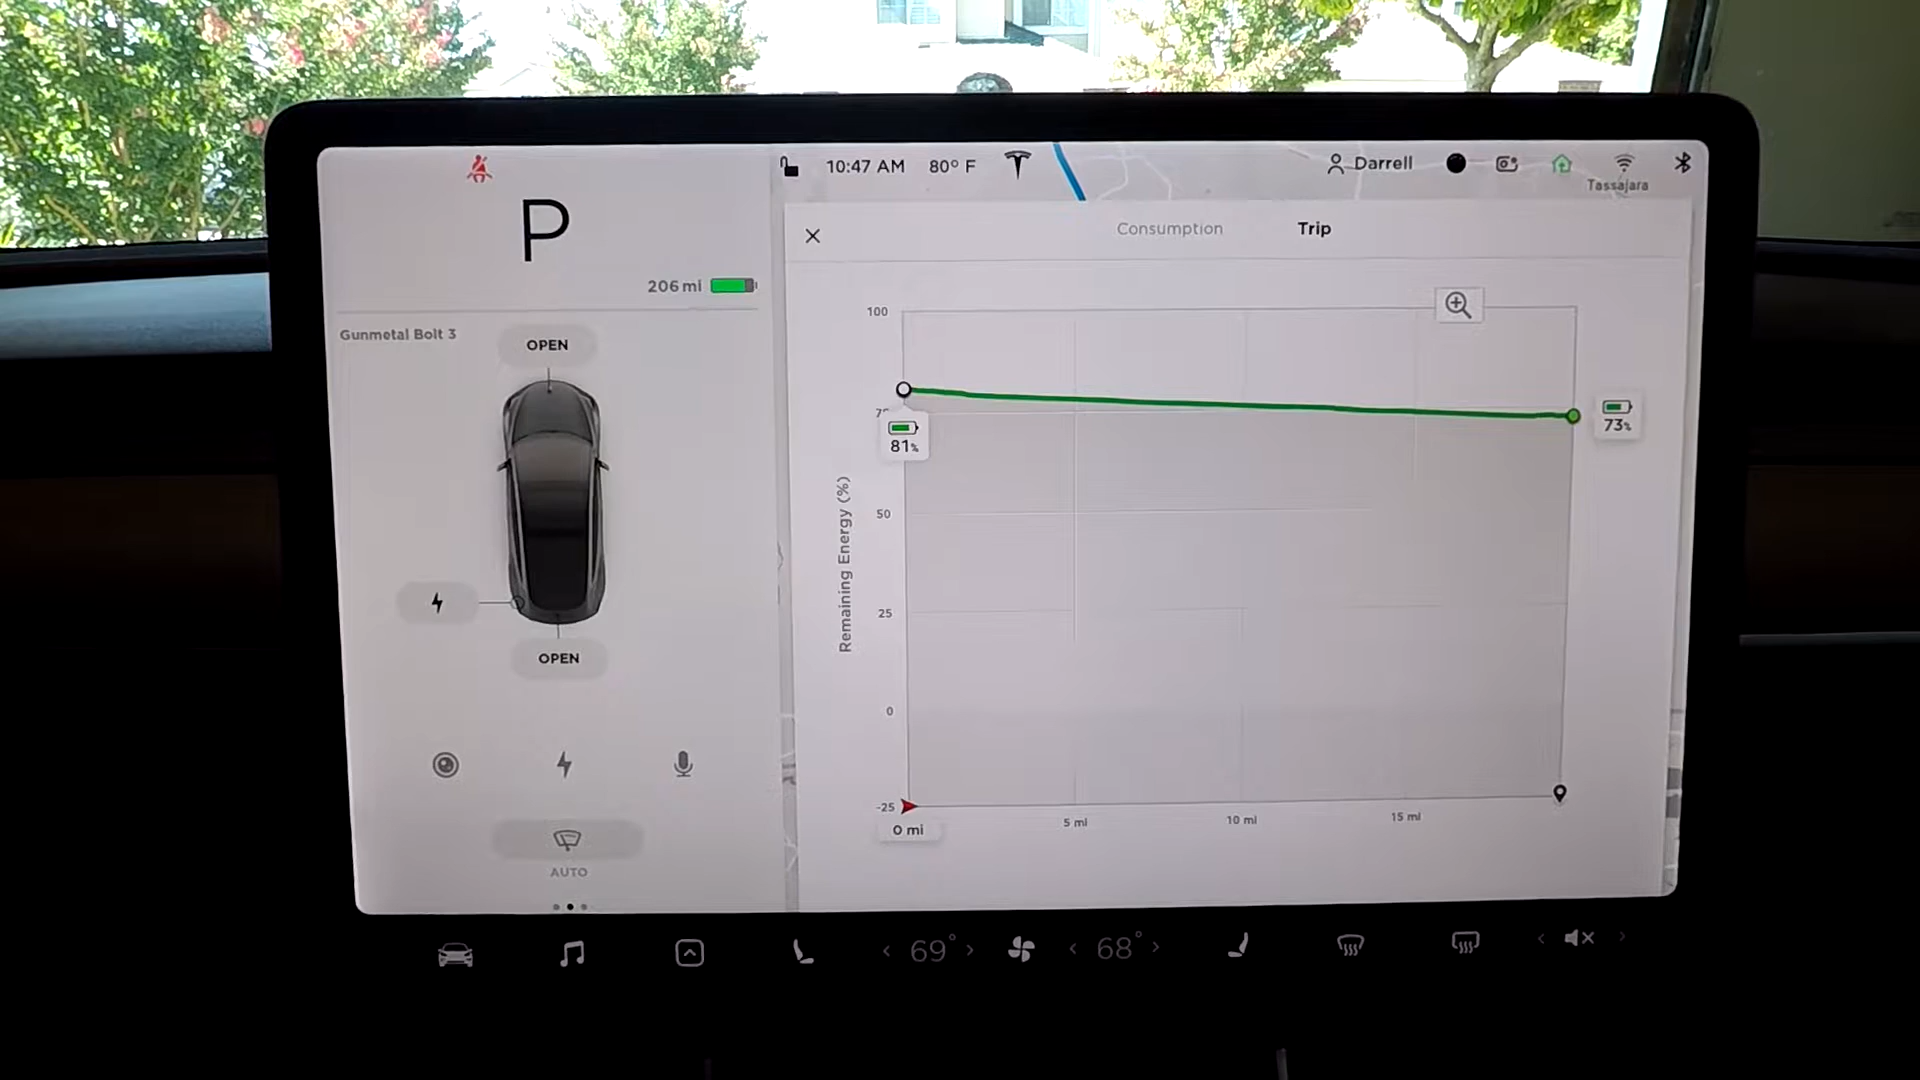 10:47 AM 80° F
Darrell
Tassajara
P
206 mi
Gunmetal Bolt 3
OPEN
OPEN
AUTO
Consumption Trip
100
50
25
0
-25
Remaining Energy (%)
81%
73%
0 mi
5 mi
10 mi
15 mi
< 69° >
< 68° >